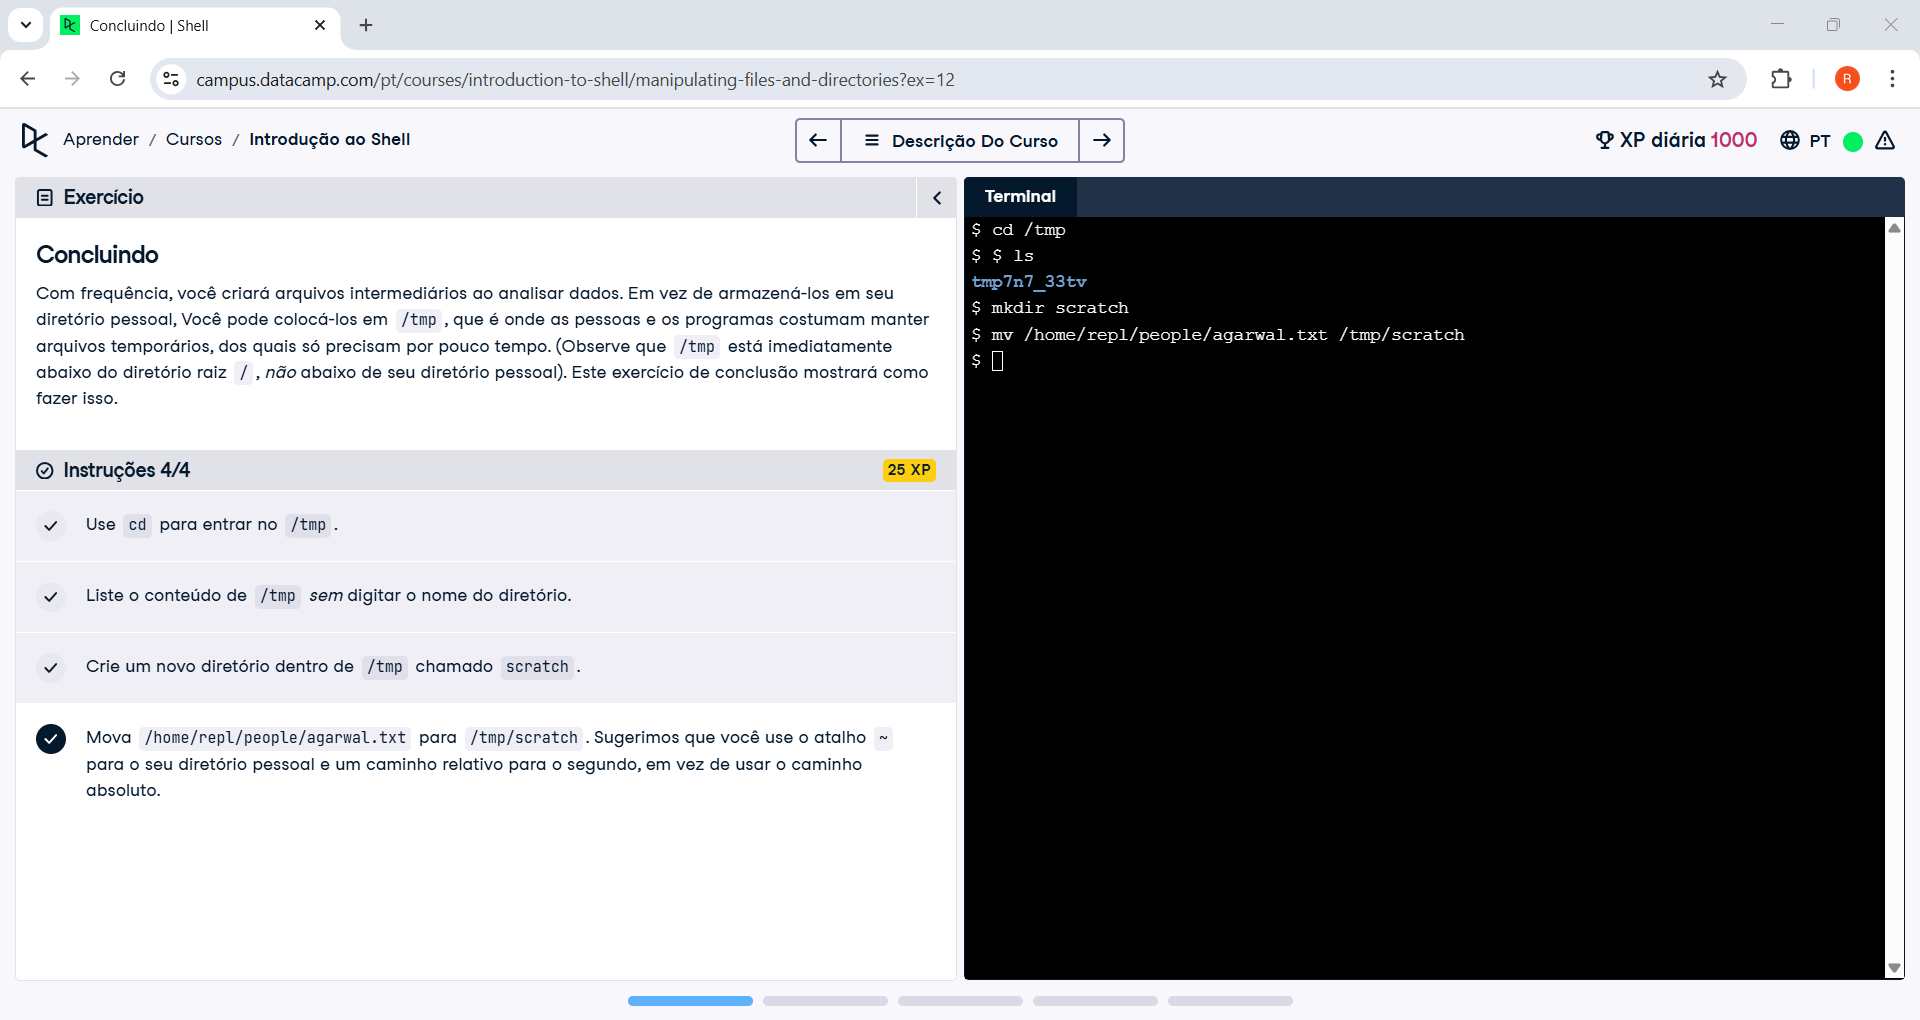 Concluindo | Shell
campus.datacamp.com/pt/courses/introduction-to-shell/manipulating-files-and-directories?ex=12
R
Aprender / Cursos / Introdução ao Shell
Descrição Do Curso
XP diária 1000
PT
Exercício
Concluindo
Com frequência, você criará arquivos intermediários ao analisar dados. Em vez de armazená-los em seu
diretório pessoal, Você pode colocá-los em /tmp, que é onde as pessoas e os programas costumam manter
arquivos temporários, dos quais só precisam por pouco tempo. (Observe que /tmp está imediatamente
abaixo do diretório raiz /, não abaixo de seu diretório pessoal). Este exercício de conclusão mostrará como
fazer isso.
Instruções 4/4
25 XP
Use cd para entrar no /tmp.
Liste o conteúdo de /tmp sem digitar o nome do diretório.
Crie um novo diretório dentro de /tmp chamado scratch.
Mova /home/repl/people/agarwal.txt para /tmp/scratch. Sugerimos que você use o atalho ~
para o seu diretório pessoal e um caminho relativo para o segundo, em vez de usar o caminho
absoluto.
Terminal
$ cd /tmp
$ $ ls
tmp7n7_33tv
$ mkdir scratch
$ mv /home/repl/people/agarwal.txt /tmp/scratch
$